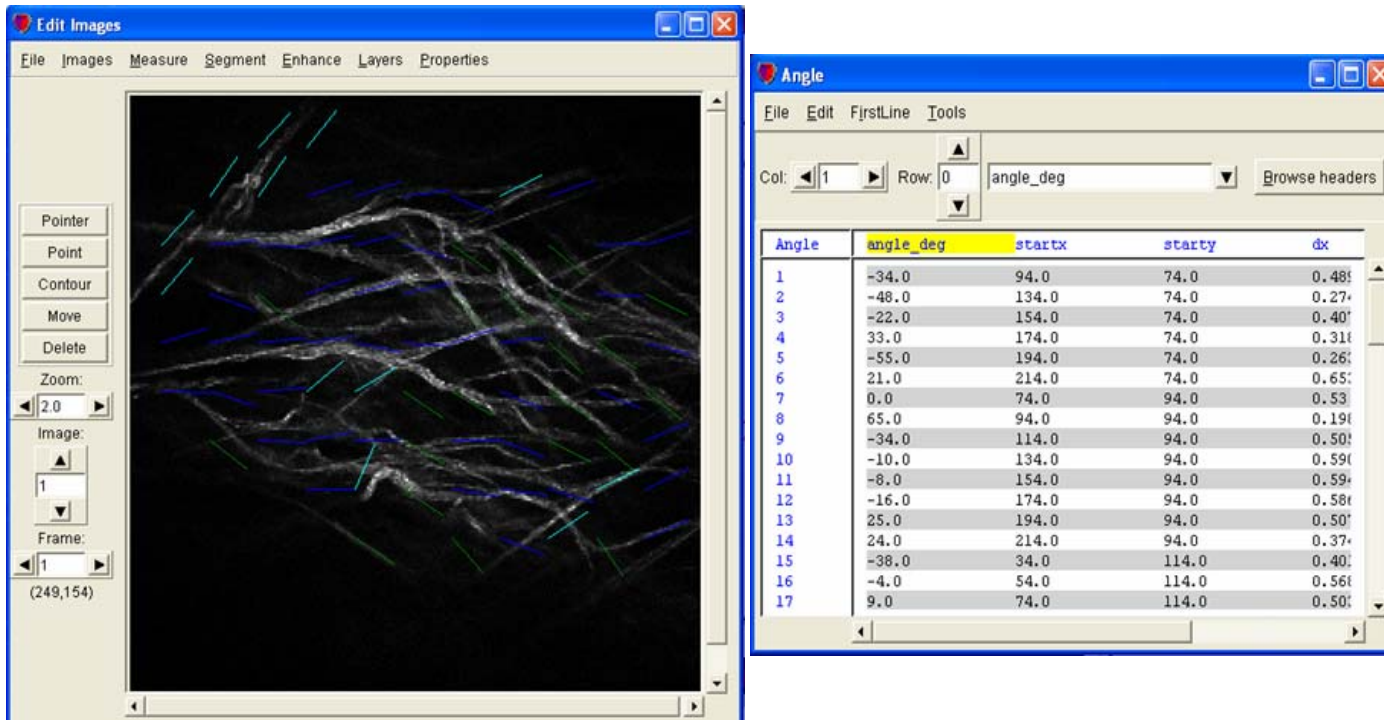 Edit Images
File Images Measure Segment Enhance Layers Properties
Pointer
Point
Contour
Move
Delete
Zoom:
2.0
Image:
1
Frame:
1
(249,154)
Angle
File Edit FirstLine Tools
Col: 1 Row: 0 angle_deg Browse headers
Angle angle_deg startx starty dx
1 -34.0 94.0 74.0
2 -48.0 134.0 74.0
3 -22.0 154.0 74.0
4 33.0 174.0 74.0
5 -55.0 194.0 74.0
6 21.0 214.0 74.0
7 0.0 74.0 94.0 0.53
8 65.0 94.0 94.0
9 -34.0 114.0 94.0
10 -10.0 134.0 94.0
11 -8.0 154.0 94.0
12 -16.0 174.0 94.0
13 25.0 194.0 94.0
14 24.0 214.0 94.0
15 -38.0 34.0 114.0
16 -4.0 54.0 114.0
17 9.0 74.0 114.0